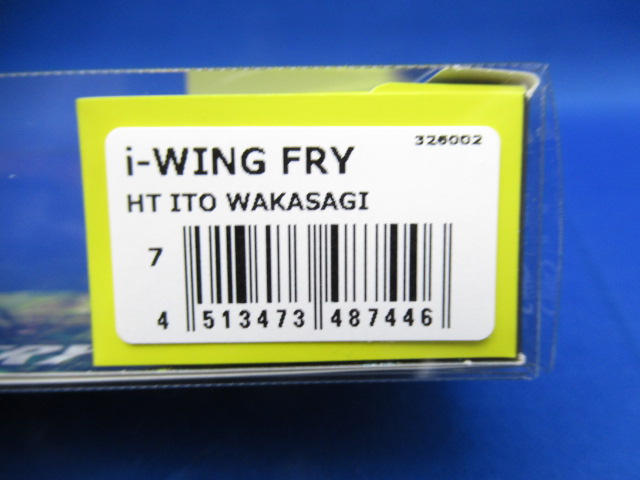 326002
i-WING FRY
HT ITO WAKASAGI
7
4 513473 487446